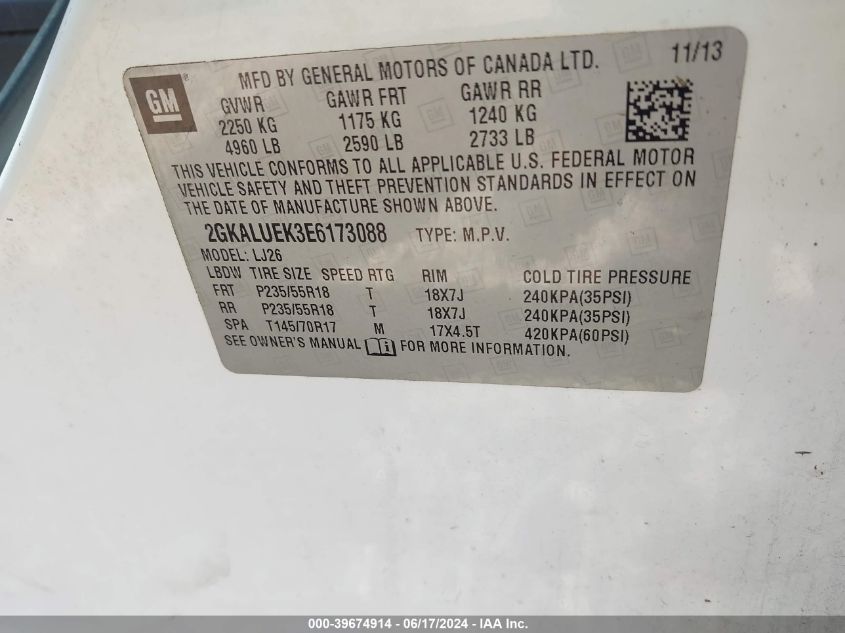 GM ® MFD BY GENERAL MOTORS OF CANADA LTD. 11/13
GVWR GAWR FRT GAWR RR
2250 KG 1175 KG 1240 KG
4960 LB 2590 LB 2733 LB
THIS VEHICLE CONFORMS TO ALL APPLICABLE U.S. FEDERAL MOTOR
VEHICLE SAFETY AND THEFT PREVENTION STANDARDS IN EFFECT ON
THE DATE OF MANUFACTURE SHOWN ABOVE.
2GKALUEK3E6173088 TYPE: M.P.V.
MODEL: LJ26
LBDW TIRE SIZE SPEED RTG RIM COLD TIRE PRESSURE
FRT P235/55R18 T 18X7J 240KPA(35PSI)
RR P235/55R18 T 18X7J 240KPA(35PSI)
SPA T145/70R17 M 17X4.5T 420KPA(60PSI)
SEE OWNER'S MANUAL i FOR MORE INFORMATION.
000-39674914 - 06/17/2024 - IAA Inc.